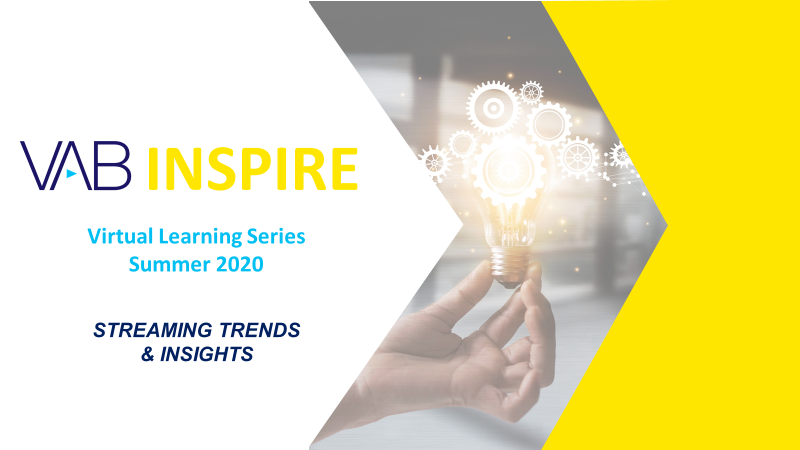 VAB INSPIRE
Virtual Learning Series
Summer 2020
STREAMING TRENDS
& INSIGHTS